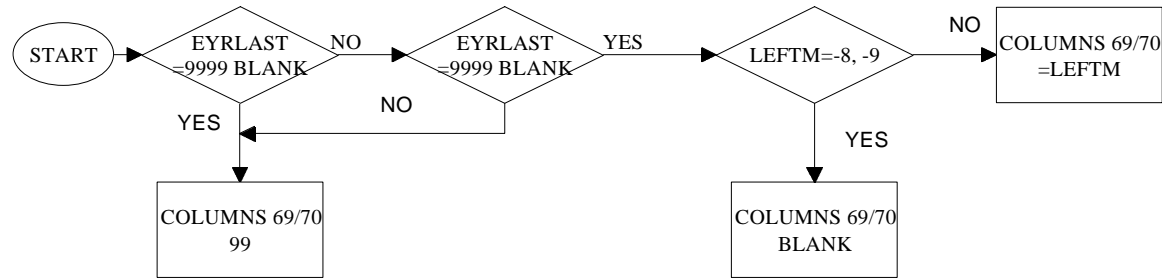 START
EYRLAST
=9999 BLANK
NO
EYRLAST
=9999 BLANK
YES
LEFTM=-8, -9
NO
COLUMNS 69/70
=LEFTM
YES
NO
YES
COLUMNS 69/70
99
COLUMNS 69/70
BLANK